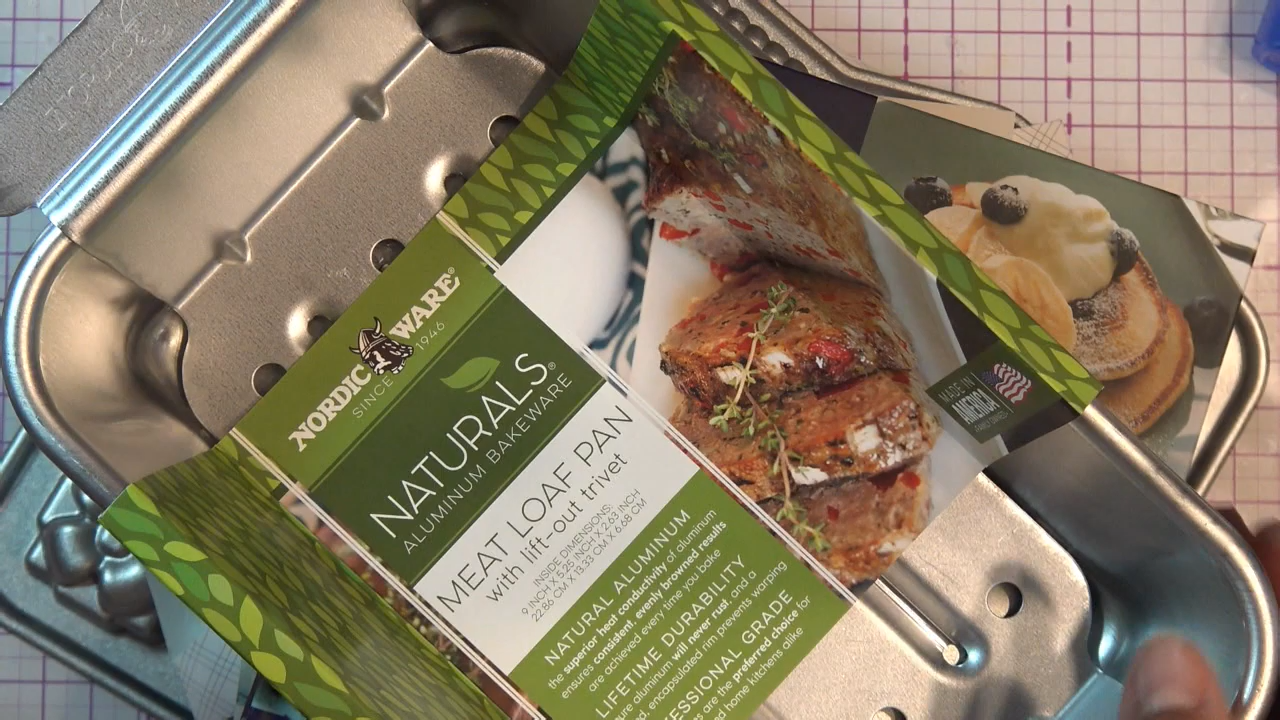 NORDIC WARE®
SINCE 1946
NATURALS®
ALUMINUM BAKEWARE
MEAT LOAF PAN
with lift-out trivet
INSIDE DIMENSIONS:
9 INCH X 5.25 INCH X 2.63 INCH
22.86 CM X 13.33 CM X 6.68 CM
NATURAL ALUMINUM
the superior heat conductivity of aluminum
ensures consistent, evenly browned results
are achieved every time you bake
LIFETIME DURABILITY
aluminum will never rust, and a
encapsulated rim prevents warping
GRADE
are the preferred choice for
home kitchens alike
MADE IN
AMERICA
FAMILY OWNED